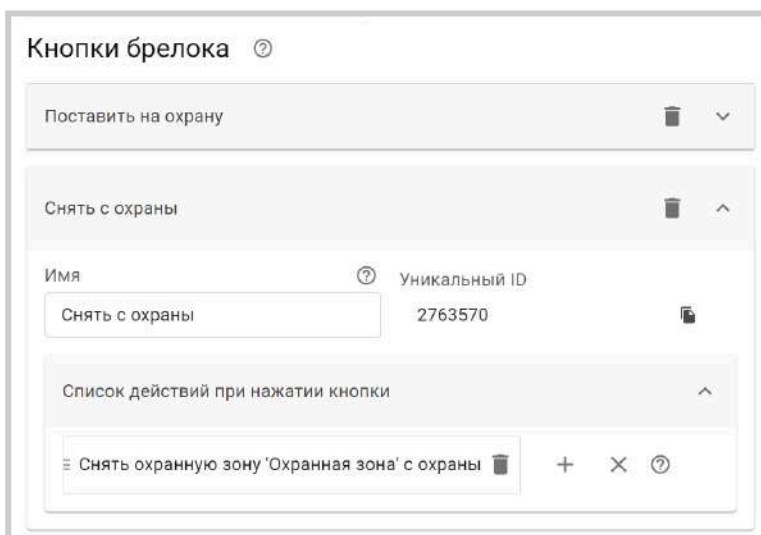 Кнопки брелока
Поставить на охрану
Снять с охраны
Имя Уникальный ID
Снять с охраны 2763570
Список действий при нажатии кнопки
Снять охранную зону 'Охранная зона' с охраны